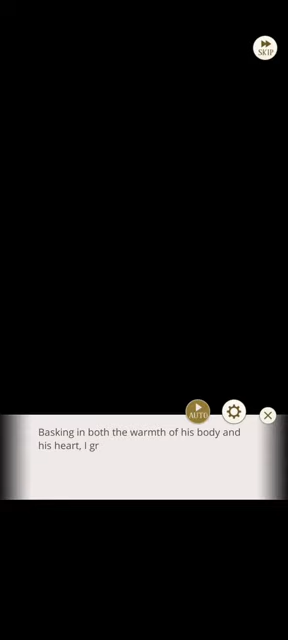 SKIP
AUTO
Basking in both the warmth of his body and
his heart, I gr